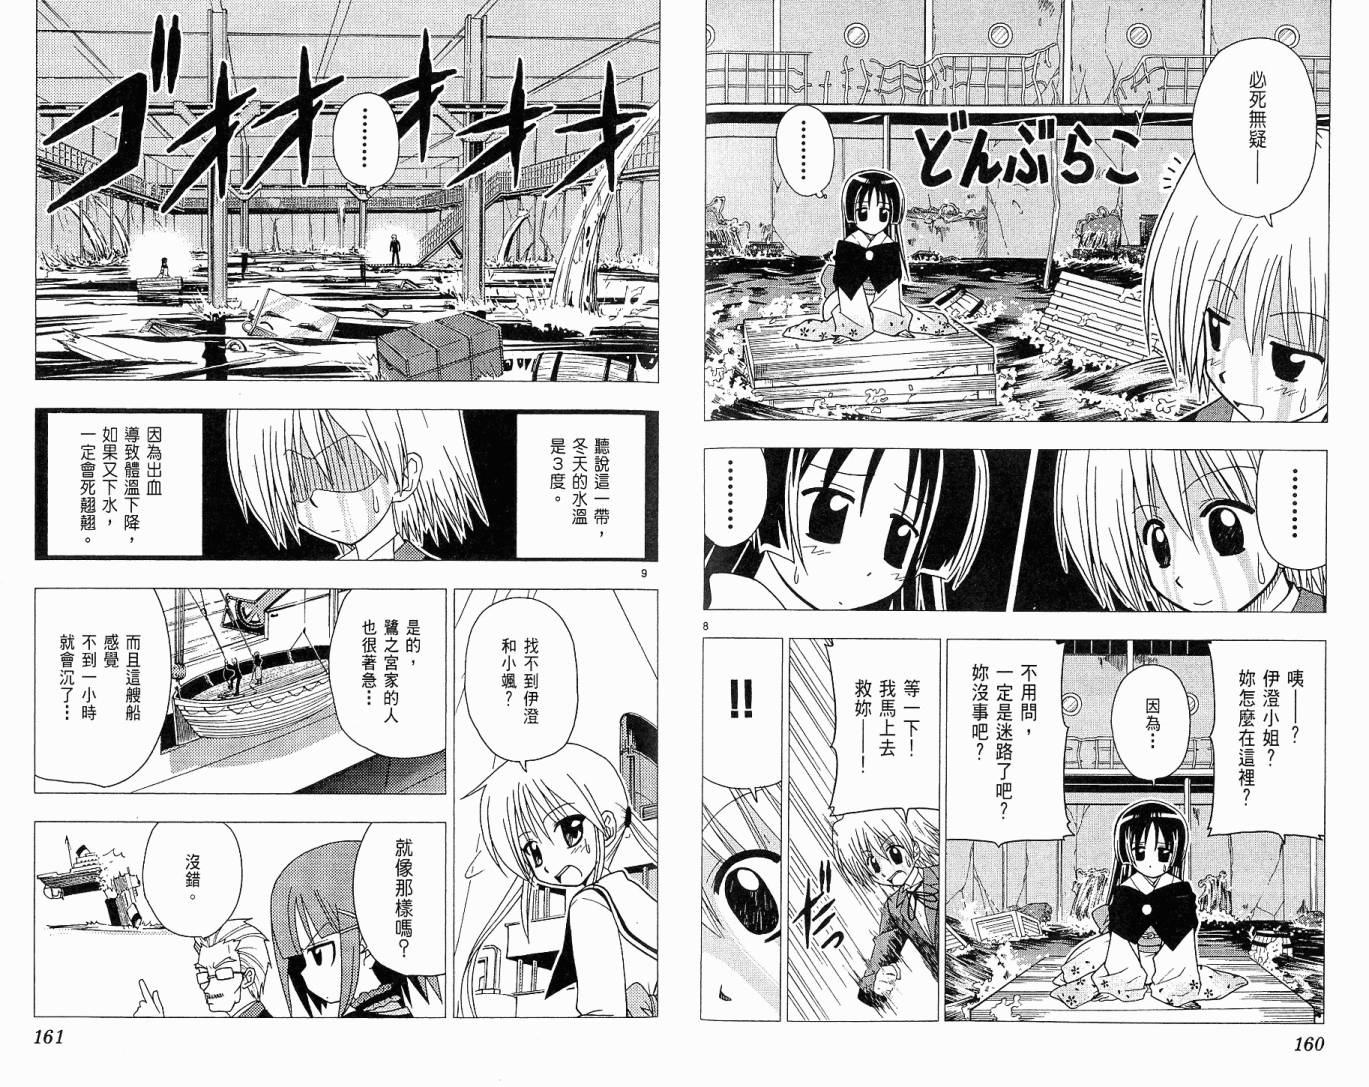 必死無疑——
どんぶらこ
………
………
………
8
咦——？
伊澄小姐？
妳怎麼在這裡？
因為…
不用問，
一定是迷路了吧？
妳沒事吧？
等一下！
我馬上去
救妳——！
だっ
!!
160
ゴオオオオオ
………
聽說這一帶，
冬天的水溫
是3度。
因為出血
導致體溫下降，
如果又下水，
一定會死翹翹。
9
找不到伊澄
和小颯？
是的，
鷺之宮家的人
也很著急…
而且這艘船
感覺
不到一小時
就會沉了…
就像那樣嗎？
沒錯。
161